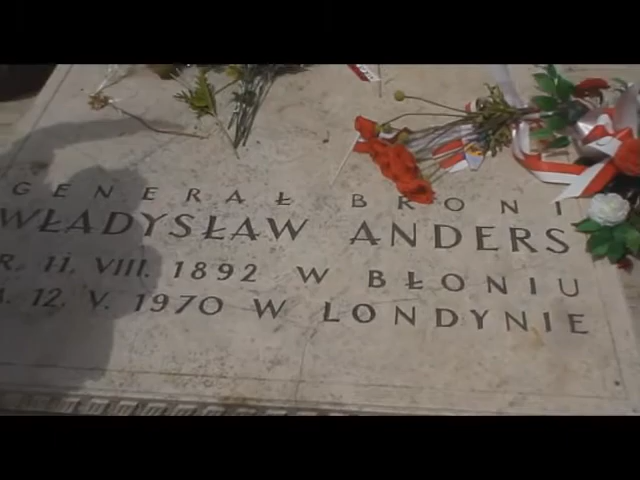 GENERAŁ BRONI
WŁADYSŁAW ANDERS
R. 11. VIII. 1892 W BŁONIU
12. V. 1970 W LONDYNIE